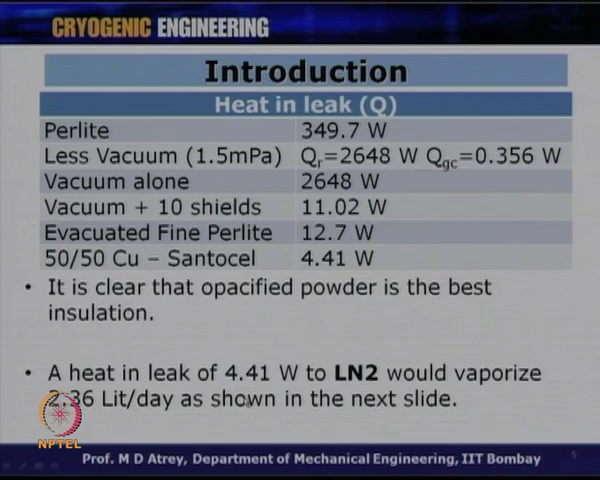 CRYOGENIC ENGINEERING
Introduction
Heat in leak (Q)
Perlite 349.7 W
Less Vacuum (1.5mPa) Qr=2648 W Qgc=0.356 W
Vacuum alone 2648 W
Vacuum + 10 shields 11.02 W
Evacuated Fine Perlite 12.7 W
50/50 Cu – Santocel 4.41 W
• It is clear that opacified powder is the best
insulation.
• A heat in leak of 4.41 W to LN2 would vaporize
2.36 Lit/day as shown in the next slide.
NPTEL
Prof. M D Atrey, Department of Mechanical Engineering, IIT Bombay
5